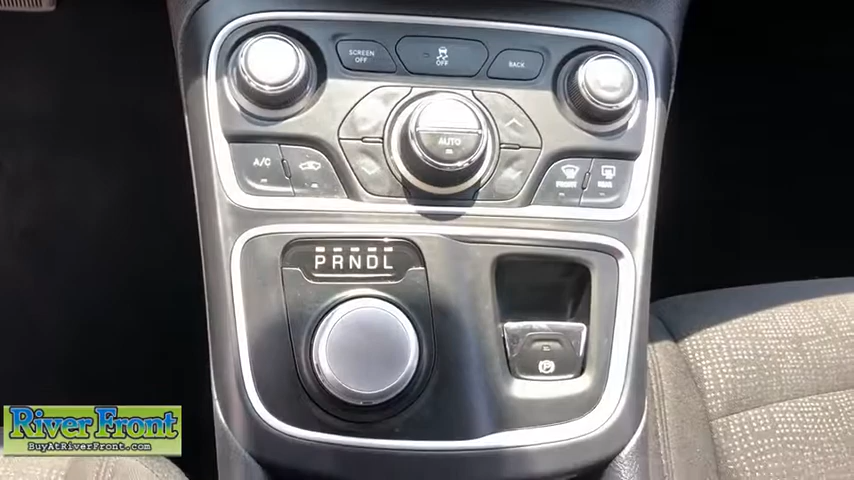 SCREEN
OFF
OFF
BACK
AUTO
A/C
FRONT
REAR
PRNDL
P
River Front
BuyAtRiverFront.com